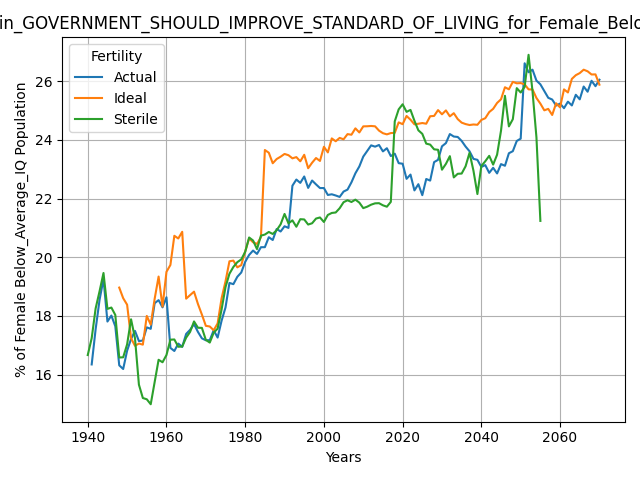 in_GOVERNMENT_SHOULD_IMPROVE_STANDARD_OF_LIVING_for_Female_Belo
Fertility
Actual
Ideal
Sterile
% of Female Below_Average_IQ Population
26
24
22
20
18
16
1940
1960
1980
2000
2020
2040
2060
Years